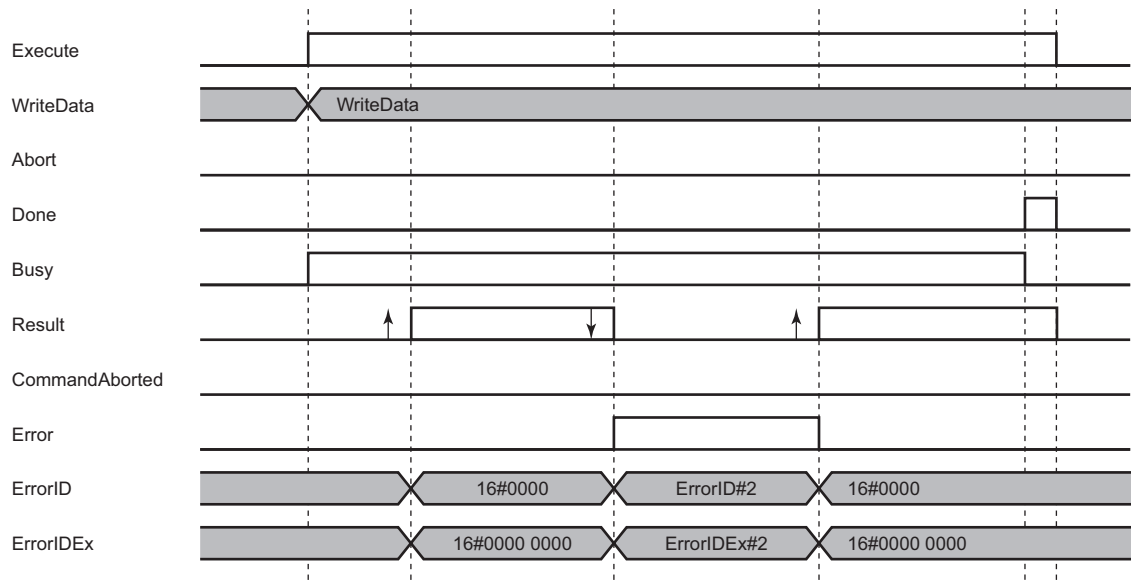 Execute
WriteData WriteData
Abort
Done
Busy
Result
CommandAborted
Error
ErrorID 16#0000 ErrorID#2 16#0000
ErrorIDEx 16#0000 0000 ErrorIDEx#2 16#0000 0000